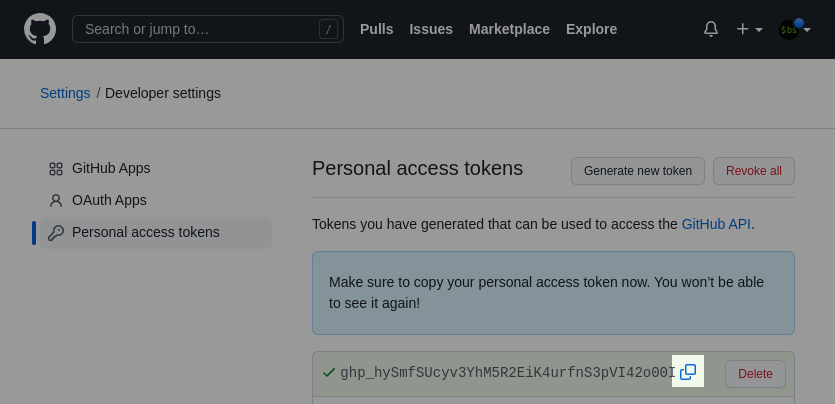 Search or jump to… /
Pulls Issues Marketplace Explore
$bs
Settings / Developer settings
GitHub Apps
OAuth Apps
Personal access tokens
Personal access tokens
Generate new token
Revoke all
Tokens you have generated that can be used to access the GitHub API.
Make sure to copy your personal access token now. You won't be able
to see it again!
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
Delete